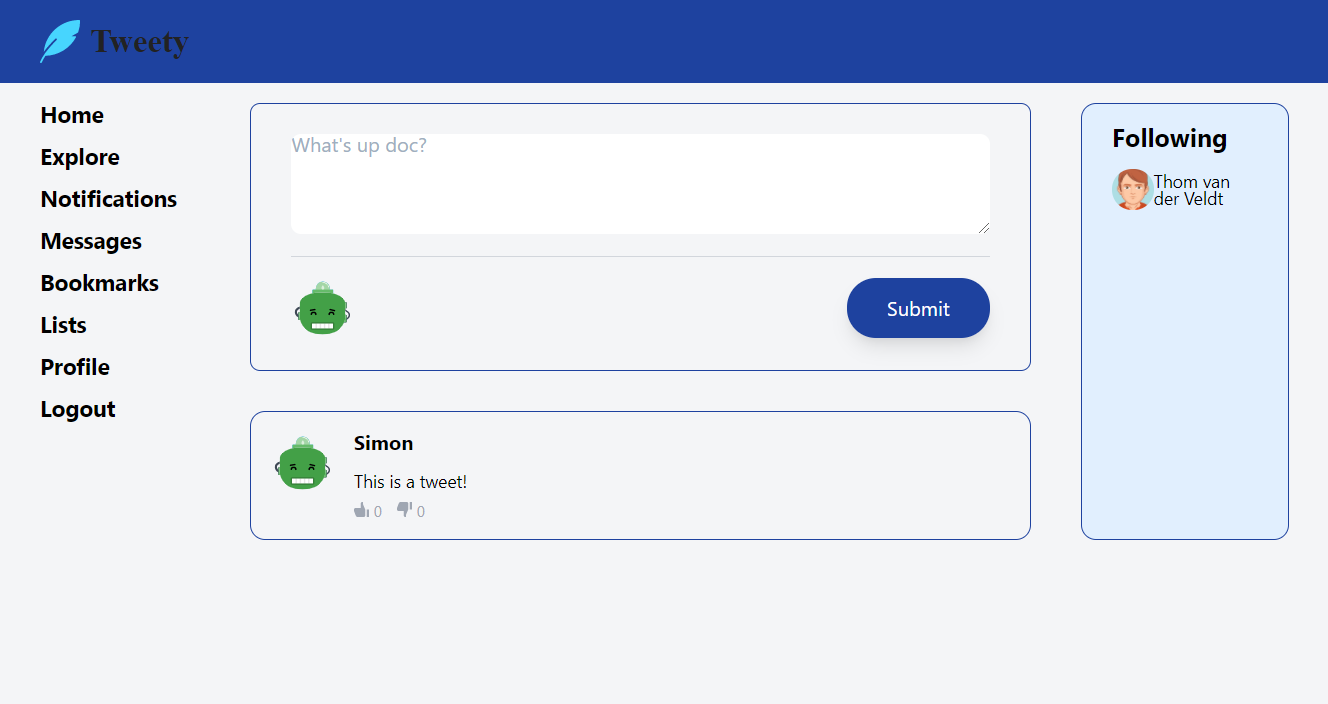 Tweety
Home
Explore
Notifications
Messages
Bookmarks
Lists
Profile
Logout
What's up doc?
Submit
Simon
This is a tweet!
0 0
Following
Thom van
der Veldt